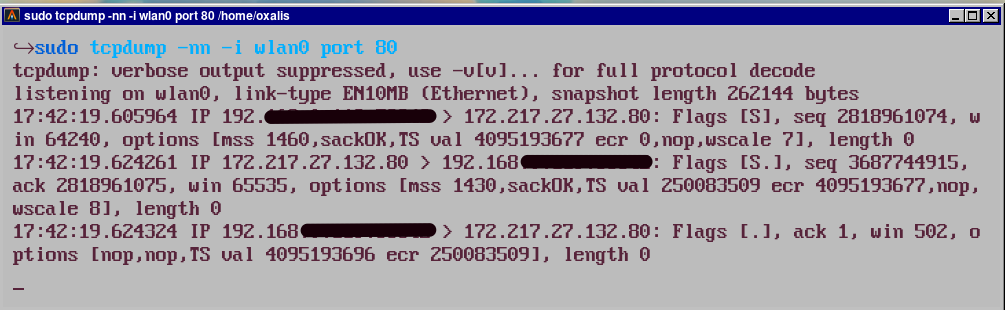 sudo tcpdump -nn -i wlan0 port 80 /home/oxalis
↪sudo tcpdump -nn -i wlan0 port 80
tcpdump: verbose output suppressed, use -v[v]... for full protocol decode
listening on wlan0, link-type EN10MB (Ethernet), snapshot length 262144 bytes
17:42:19.605964 IP 192. > 172.217.27.132.80: Flags [S], seq 2818961074, w
in 64240, options [mss 1460,sackOK,TS val 4095193677 ecr 0,nop,wscale 7], length 0
17:42:19.624261 IP 172.217.27.132.80 > 192.168 : Flags [S.], seq 3687744915,
ack 2818961075, win 65535, options [mss 1430,sackOK,TS val 250083509 ecr 4095193677,nop,
wscale 8], length 0
17:42:19.624324 IP 192.168 > 172.217.27.132.80: Flags [.], ack 1, win 502, o
ptions [nop,nop,TS val 4095193696 ecr 250083509], length 0